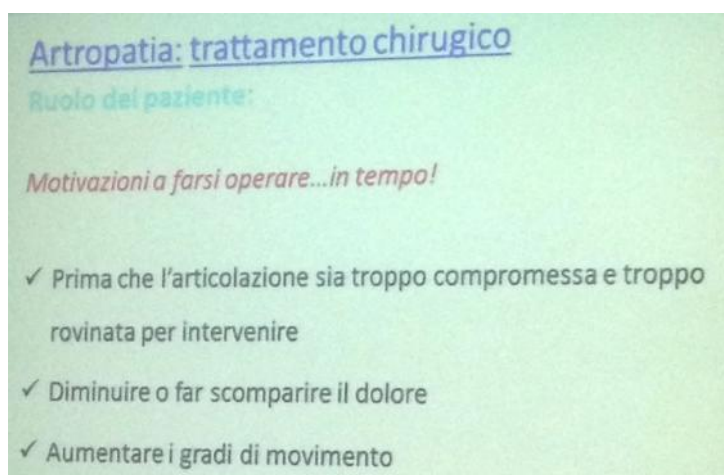 Artropatia: trattamento chirugico
Ruolo del paziente:
Motivazioni a farsi operare...in tempo!
✓ Prima che l'articolazione sia troppo compromessa e troppo
rovinata per intervenire
✓ Diminuire o far scomparire il dolore
✓ Aumentare i gradi di movimento